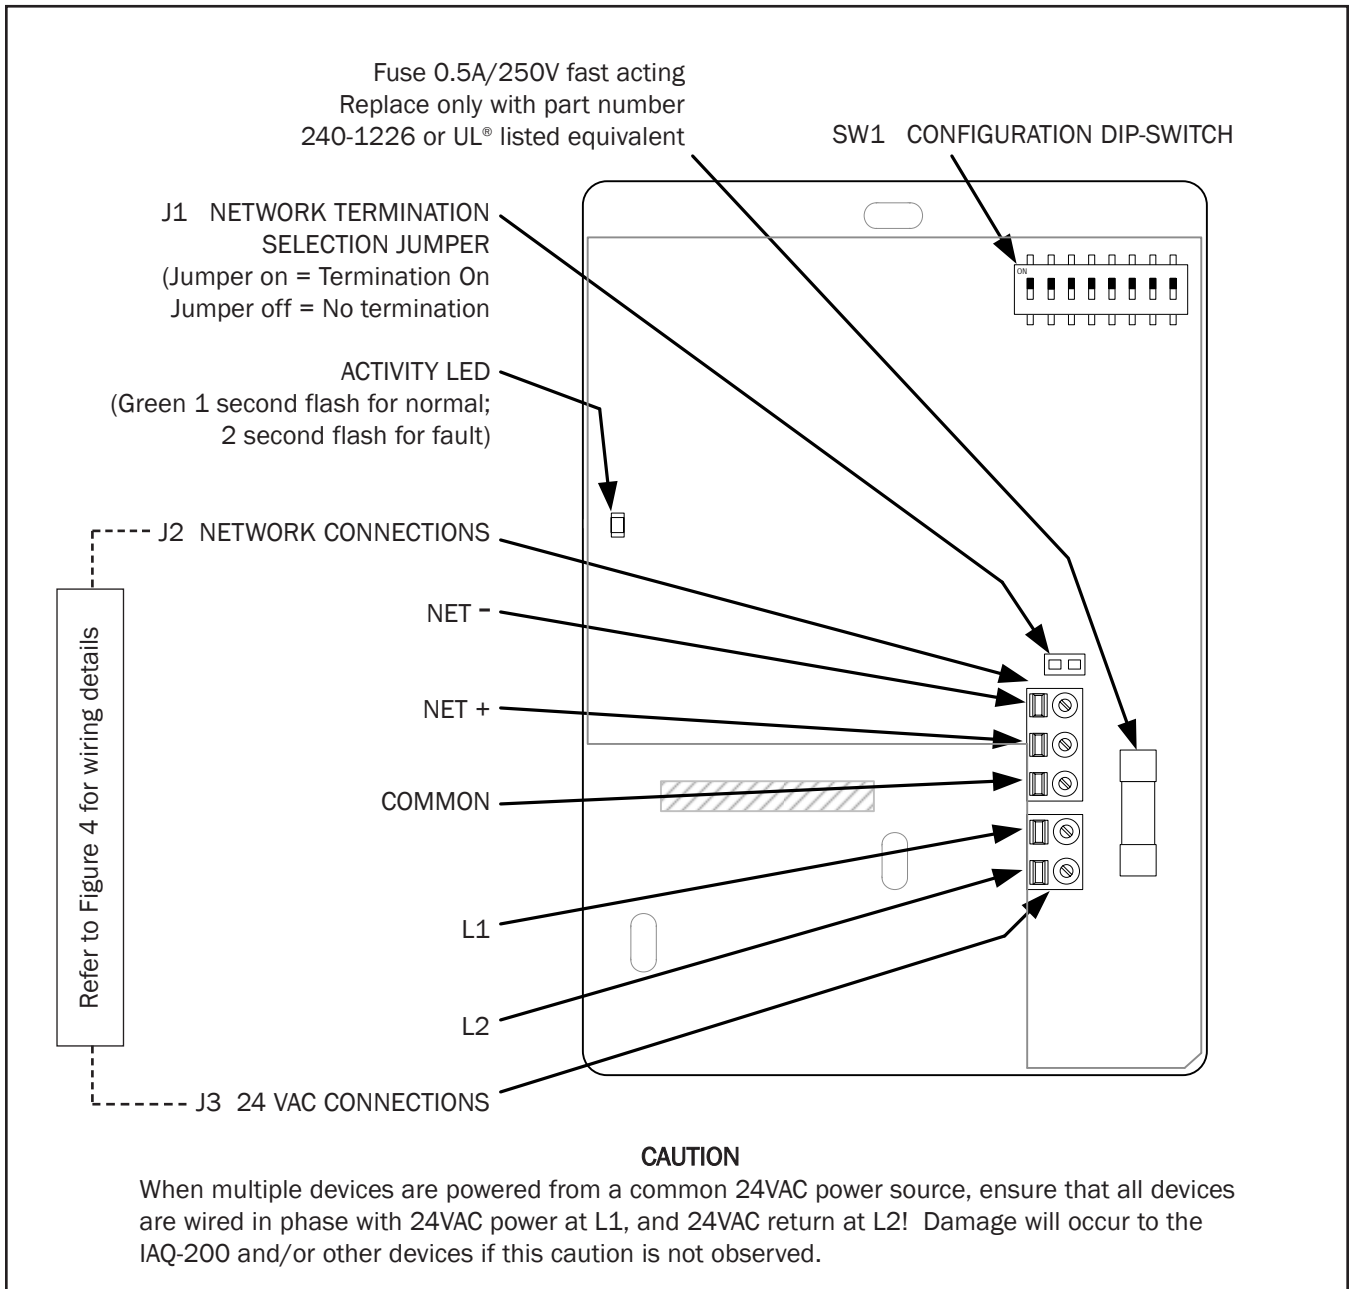 Fuse 0.5A/250V fast acting
Replace only with part number
240-1226 or UL® listed equivalent
SW1 CONFIGURATION DIP-SWITCH
J1 NETWORK TERMINATION
SELECTION JUMPER
(Jumper on = Termination On
Jumper off = No termination
ON
ACTIVITY LED
(Green 1 second flash for normal;
2 second flash for fault)
J2 NETWORK CONNECTIONS
NET -
NET +
COMMON
L1
L2
J3 24 VAC CONNECTIONS
Refer to Figure 4 for wiring details
CAUTION
When multiple devices are powered from a common 24VAC power source, ensure that all devices
are wired in phase with 24VAC power at L1, and 24VAC return at L2! Damage will occur to the
IAQ-200 and/or other devices if this caution is not observed.